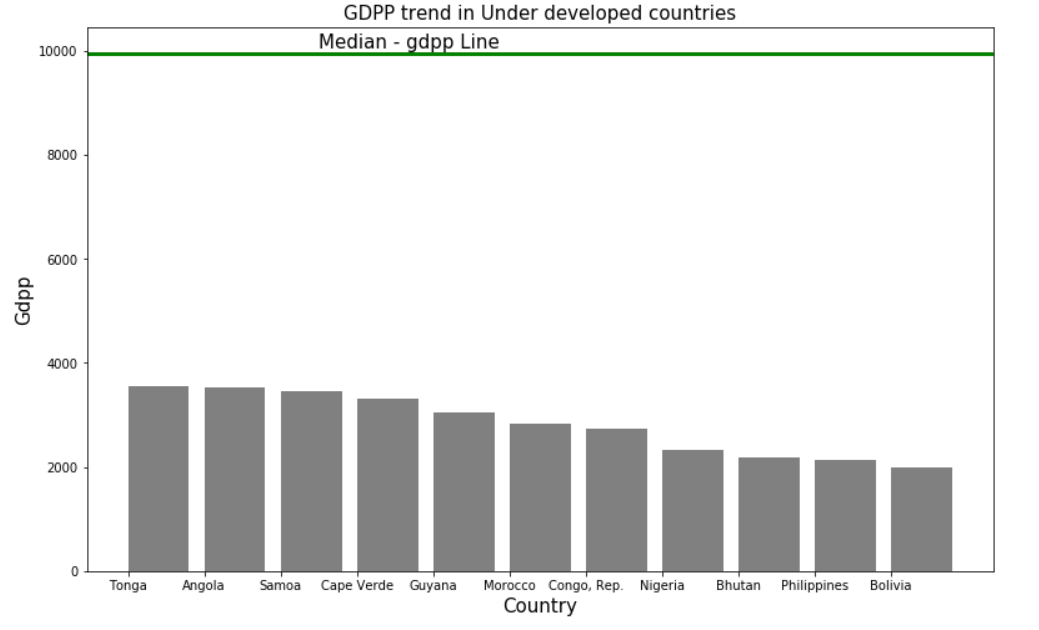 GDPP trend in Under developed countries
Median - gdpp Line
10000
8000
6000
4000
2000
0
Gdpp
Tonga Angola Samoa Cape Verde Guyana Morocco Congo, Rep. Nigeria Bhutan Philippines Bolivia
Country